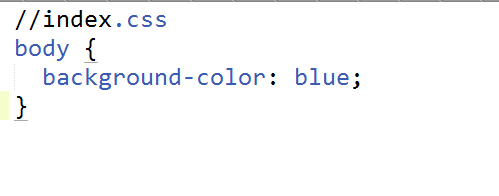 //index.css
body {
  background-color: blue;
}